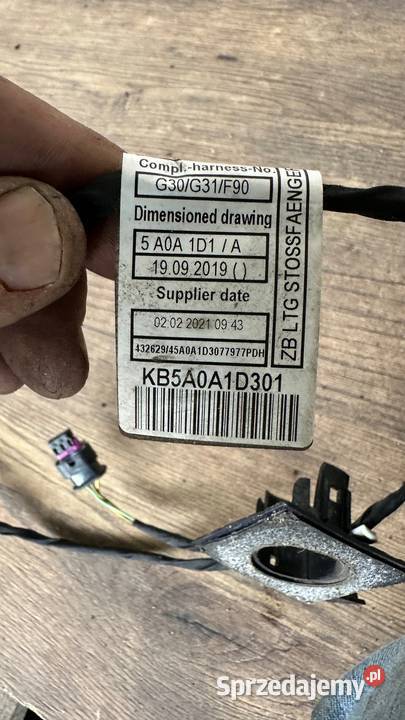 Compl.-harness-No.
G30/G31/F90
Dimensioned drawing
5 A0A 1D1 / A
19.09.2019 ( )
Supplier date
02.02 2021 09 43
432629/45A0A1D3077977PDH
KB5A0A1D301
ZB LTG STOSSFAENGE
Sprzedajemy.pl